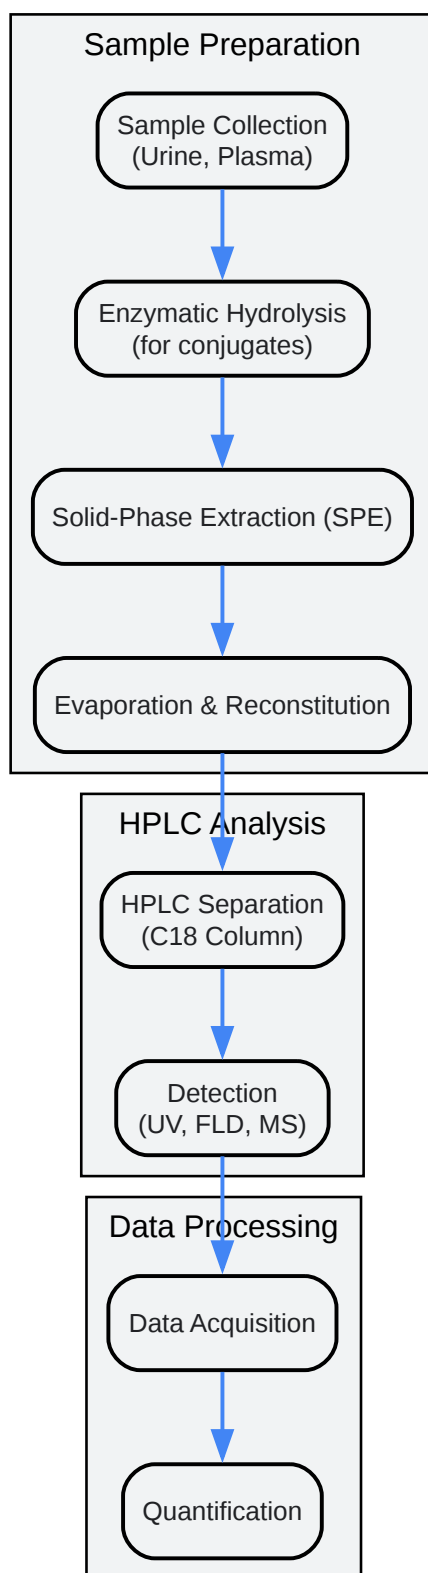 Sample Preparation
Sample Collection
(Urine, Plasma)
Enzymatic Hydrolysis
(for conjugates)
Solid-Phase Extraction (SPE)
Evaporation & Reconstitution
HPLC Analysis
HPLC Separation
(C18 Column)
Detection
(UV, FLD, MS)
Data Processing
Data Acquisition
Quantification